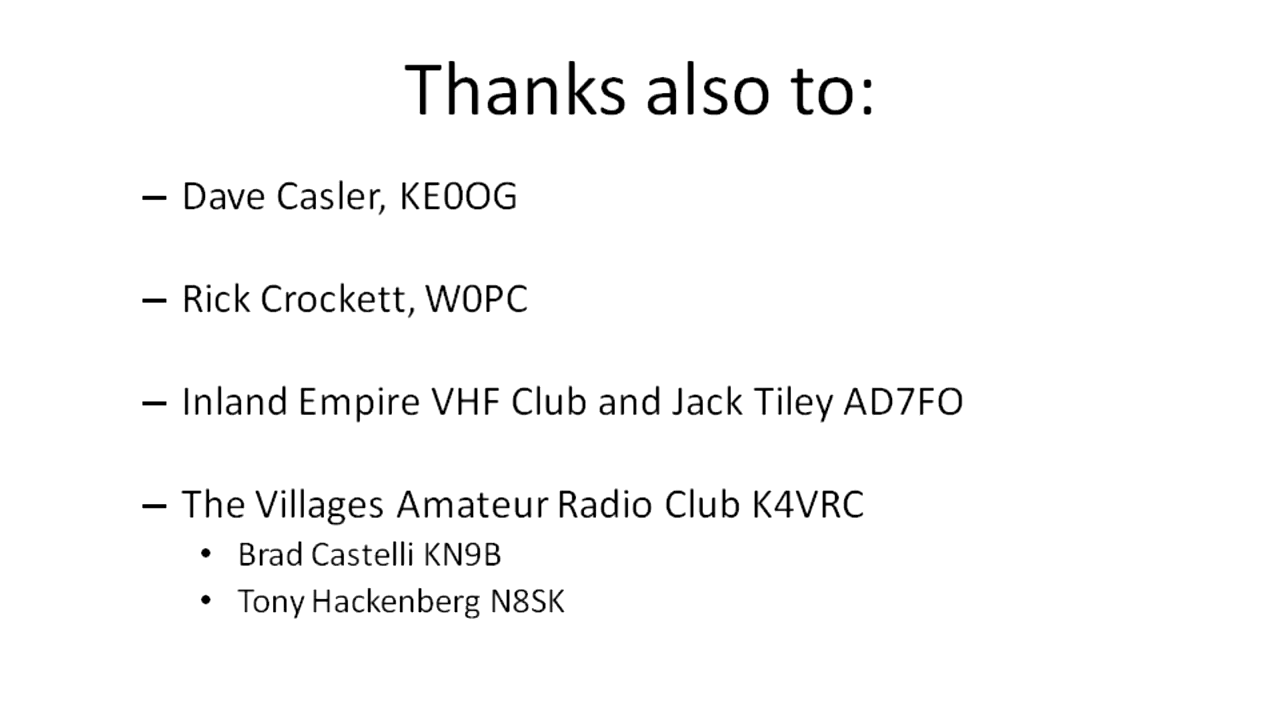 Thanks also to:
– Dave Casler, KE0OG
– Rick Crockett, W0PC
– Inland Empire VHF Club and Jack Tiley AD7FO
– The Villages Amateur Radio Club K4VRC
• Brad Castelli KN9B
• Tony Hackenberg N8SK